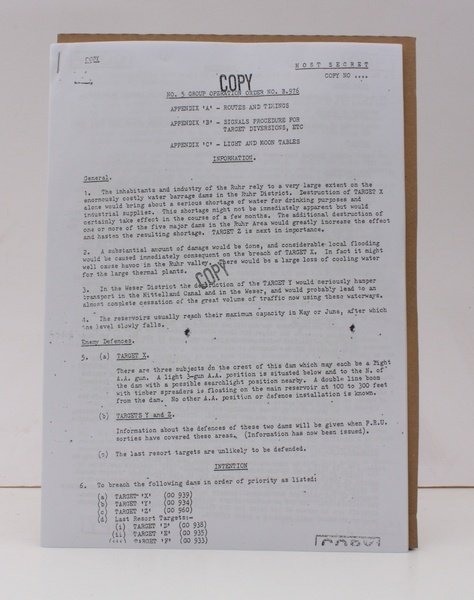 COPY
MOST SECRET
COPY NO ....
COPY
NO. 5 GROUP OPERATION ORDER NO. B.976
APPENDIX 'A' - ROUTES AND TIMINGS
APPENDIX 'B' - SIGNALS PROCEDURE FOR
TARGET DIVERSIONS, ETC
APPENDIX 'C' - LIGHT AND MOON TABLES
INFORMATION.
General.
1. The inhabitants and industry of the Ruhr rely to a very large extent on the
enormously costly water barrage dams in the Ruhr District. Destruction of TARGET X
alone would bring about a serious shortage of water for drinking purposes and
industrial supplies. This shortage might not be immediately apparent but would
certainly take effect in the course of a few months. The additional destruction of
one or more of the five major dams in the Ruhr Area would greatly increase the effect
and hasten the resulting shortage. TARGET Z is next in importance.
2. A substantial amount of damage would be done, and considerable local flooding
would be caused immediately consequent on the breach of TARGET X. In fact it might
well cause havoc in the Ruhr valley. There would be a large loss of cooling water
for the large thermal plants.
COPY
3. In the Weser District the destruction of the TARGET Y would seriously hamper
transport in the Mittelland Canal and in the Weser, and would probably lead to an
almost complete cessation of the great volume of traffic now using these waterways.
4. The reservoirs usually reach their maximum capacity in May or June, after which
the level slowly falls.
Enemy Defences.
5. (a) TARGET X.
There are three subjects on the crest of this dam which may each be a light
A.A. gun. A light 3-gun A.A. position is situated below and to the N. of
the dam with a possible searchlight position nearby. A double line boom
with timber spreaders is floating on the main reservoir at 100 to 300 feet
from the dam. No other A.A. position or defence installation is known.
(b) TARGETS Y and Z.
Information about the defences of these two dams will be given when P.R.U.
sorties have covered these areas. (Information has now been issued).
(c) The last resort targets are unlikely to be defended.
INTENTION
6. To breach the following dams in order of priority as listed:
(a) TARGET 'X' (GO 939)
(b) TARGET 'Y' (GO 934)
(c) TARGET 'Z' (GO 960)
(d) Last Resort Targets:-
(i) TARGET 'D' (GO 938)
(ii) TARGET 'E' (GO 935)
(iii) TARGET 'F' (GO 933)
COPY